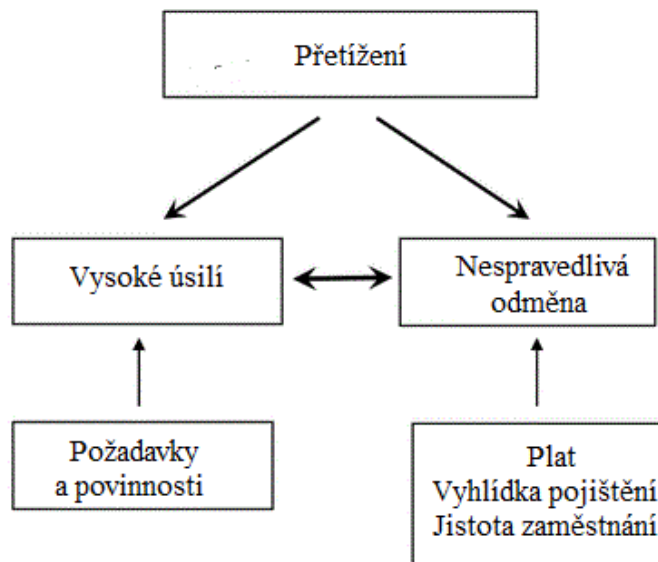 Přetížení
Vysoké úsilí
Nespravedlivá
odměna
Požadavky
a povinnosti
Plat
Vyhlídka pojištění
Jistota zaměstnání